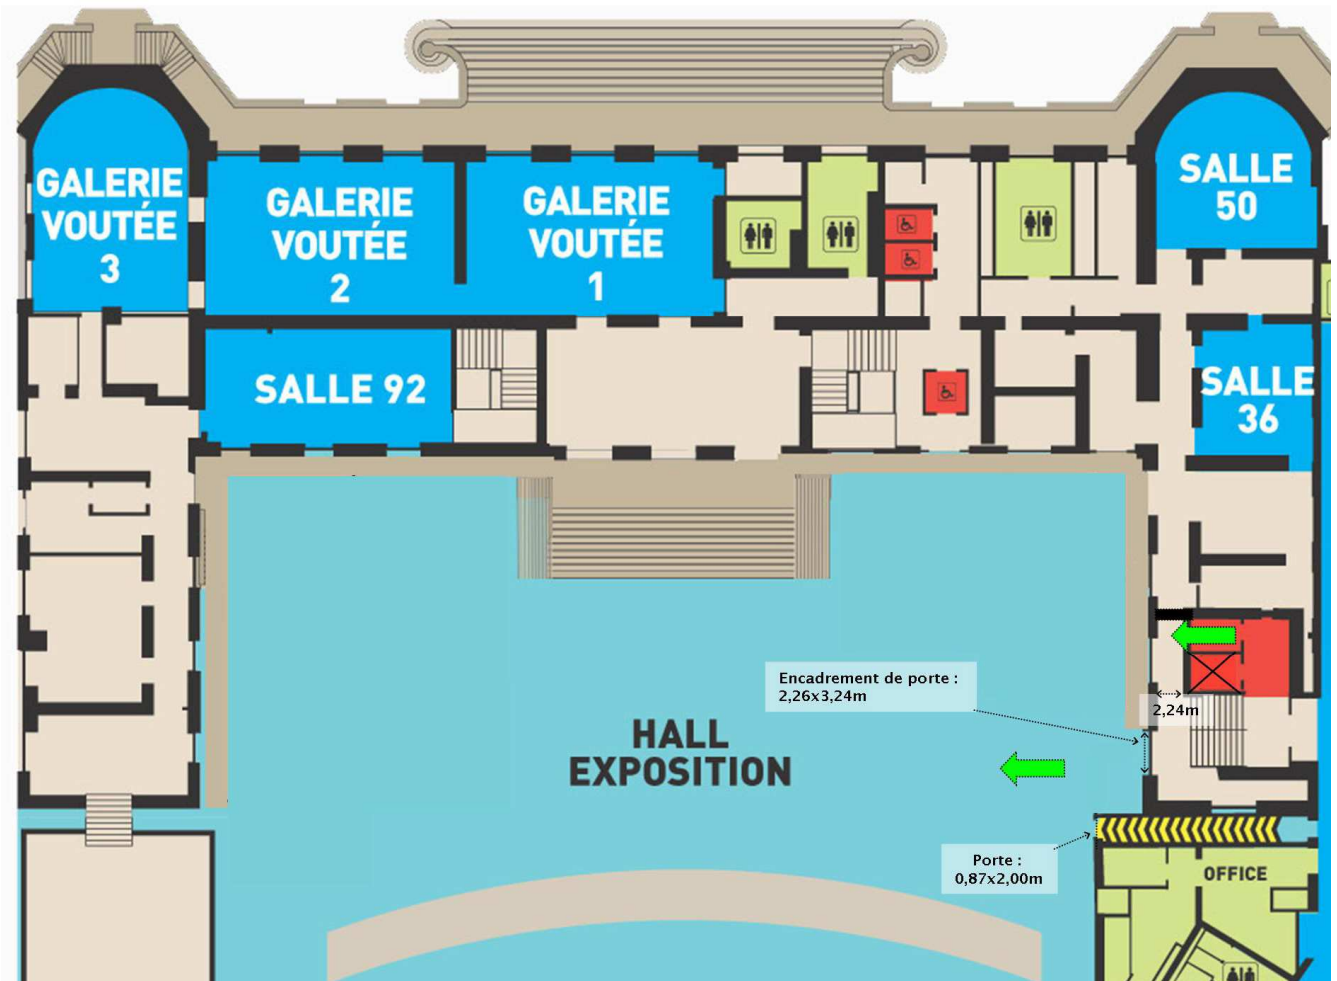 GALERIE
VOUTÉE
3
GALERIE
VOUTÉE
2
GALERIE
VOUTÉE
1
SALLE
50
SALLE 92
SALLE
36
Encadrement de porte :
2,26x3,24m
2,24m
HALL
EXPOSITION
Porte :
0,87x2,00m
OFFICE